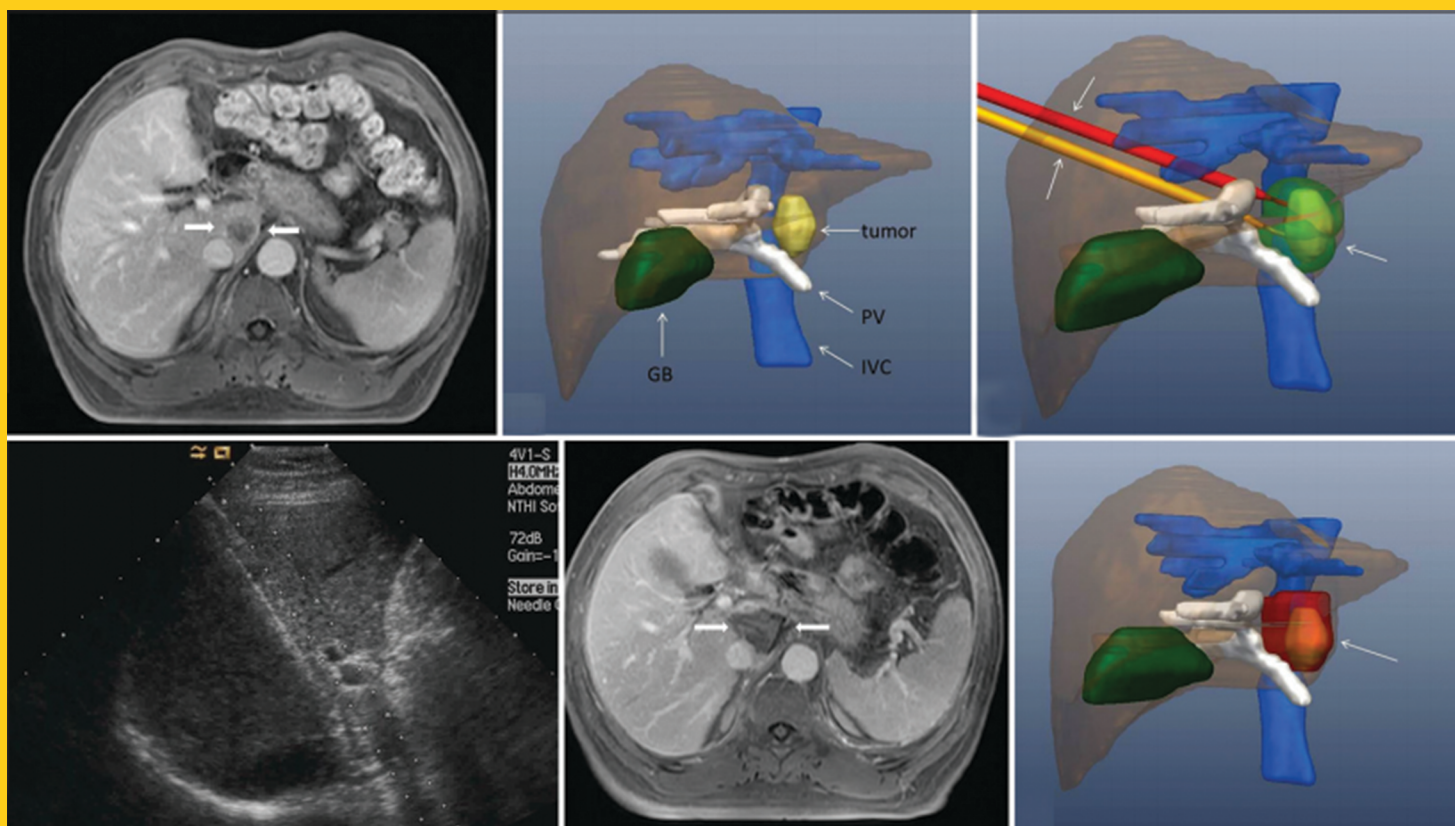 tumor
PV
IVC
GB
4V1-S
H4.0MHz
Abdome
NTHI So
72dB
Gain=-1
Store in
Needle